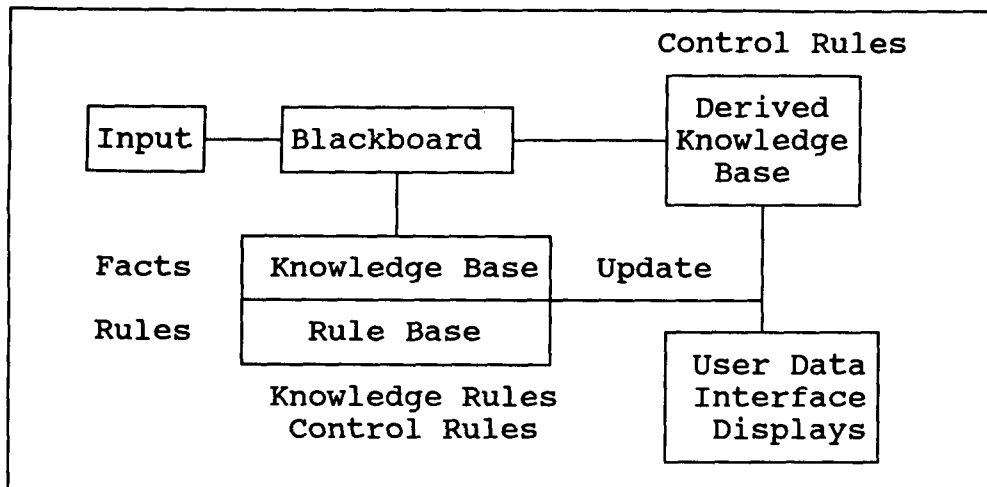 Control Rules
Input
Blackboard
Derived
Knowledge
Base
Facts
Knowledge Base
Update
Rules
Rule Base
Knowledge Rules
Control Rules
User Data
Interface
Displays